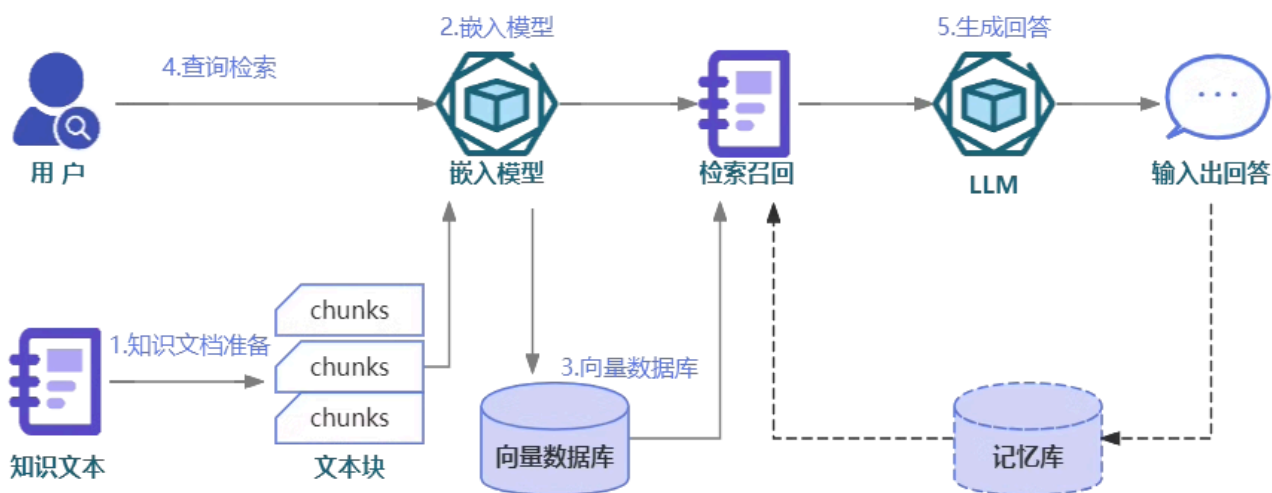 2.嵌入模型
5.生成回答
4.查询检索
用 户
嵌入模型
检索召回
LLM
输入出回答
chunks
1.知识文档准备
chunks
3.向量数据库
chunks
知识文本
文本块
向量数据库
记忆库